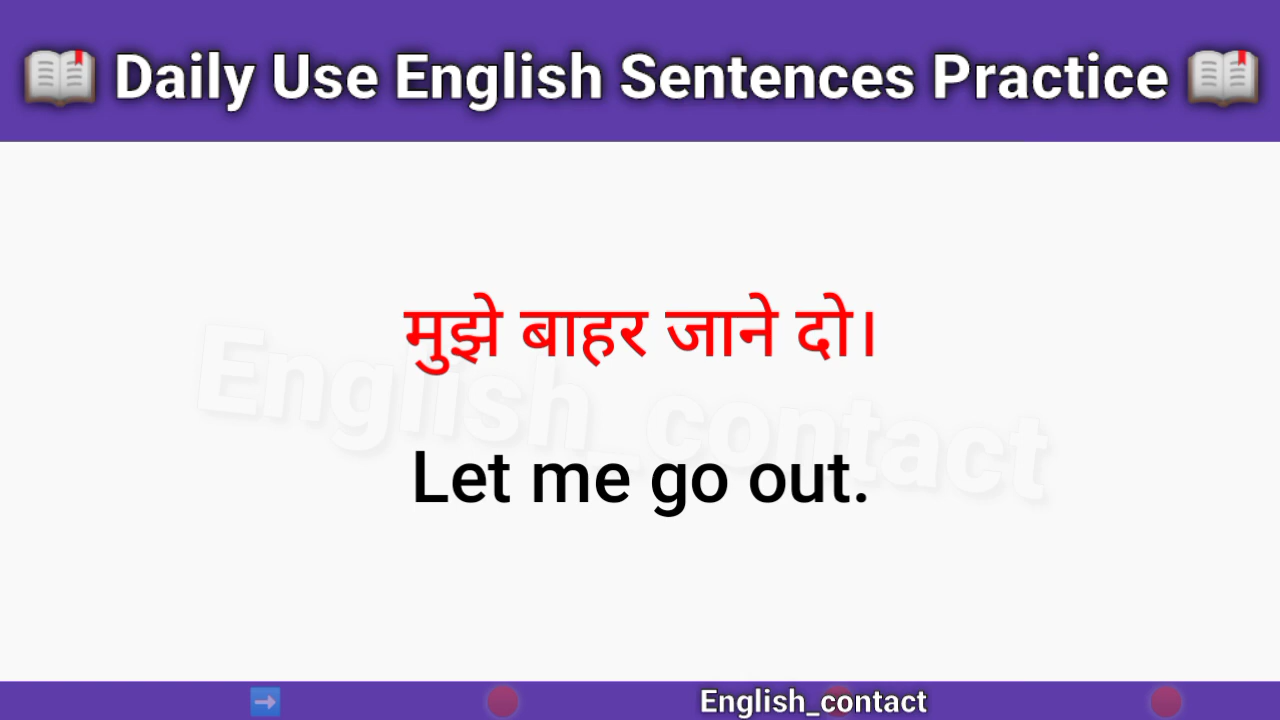 📖 Daily Use English Sentences Practice 📖
मुझे बाहर जाने दो।
English_contact
Let me go out.
English_contact